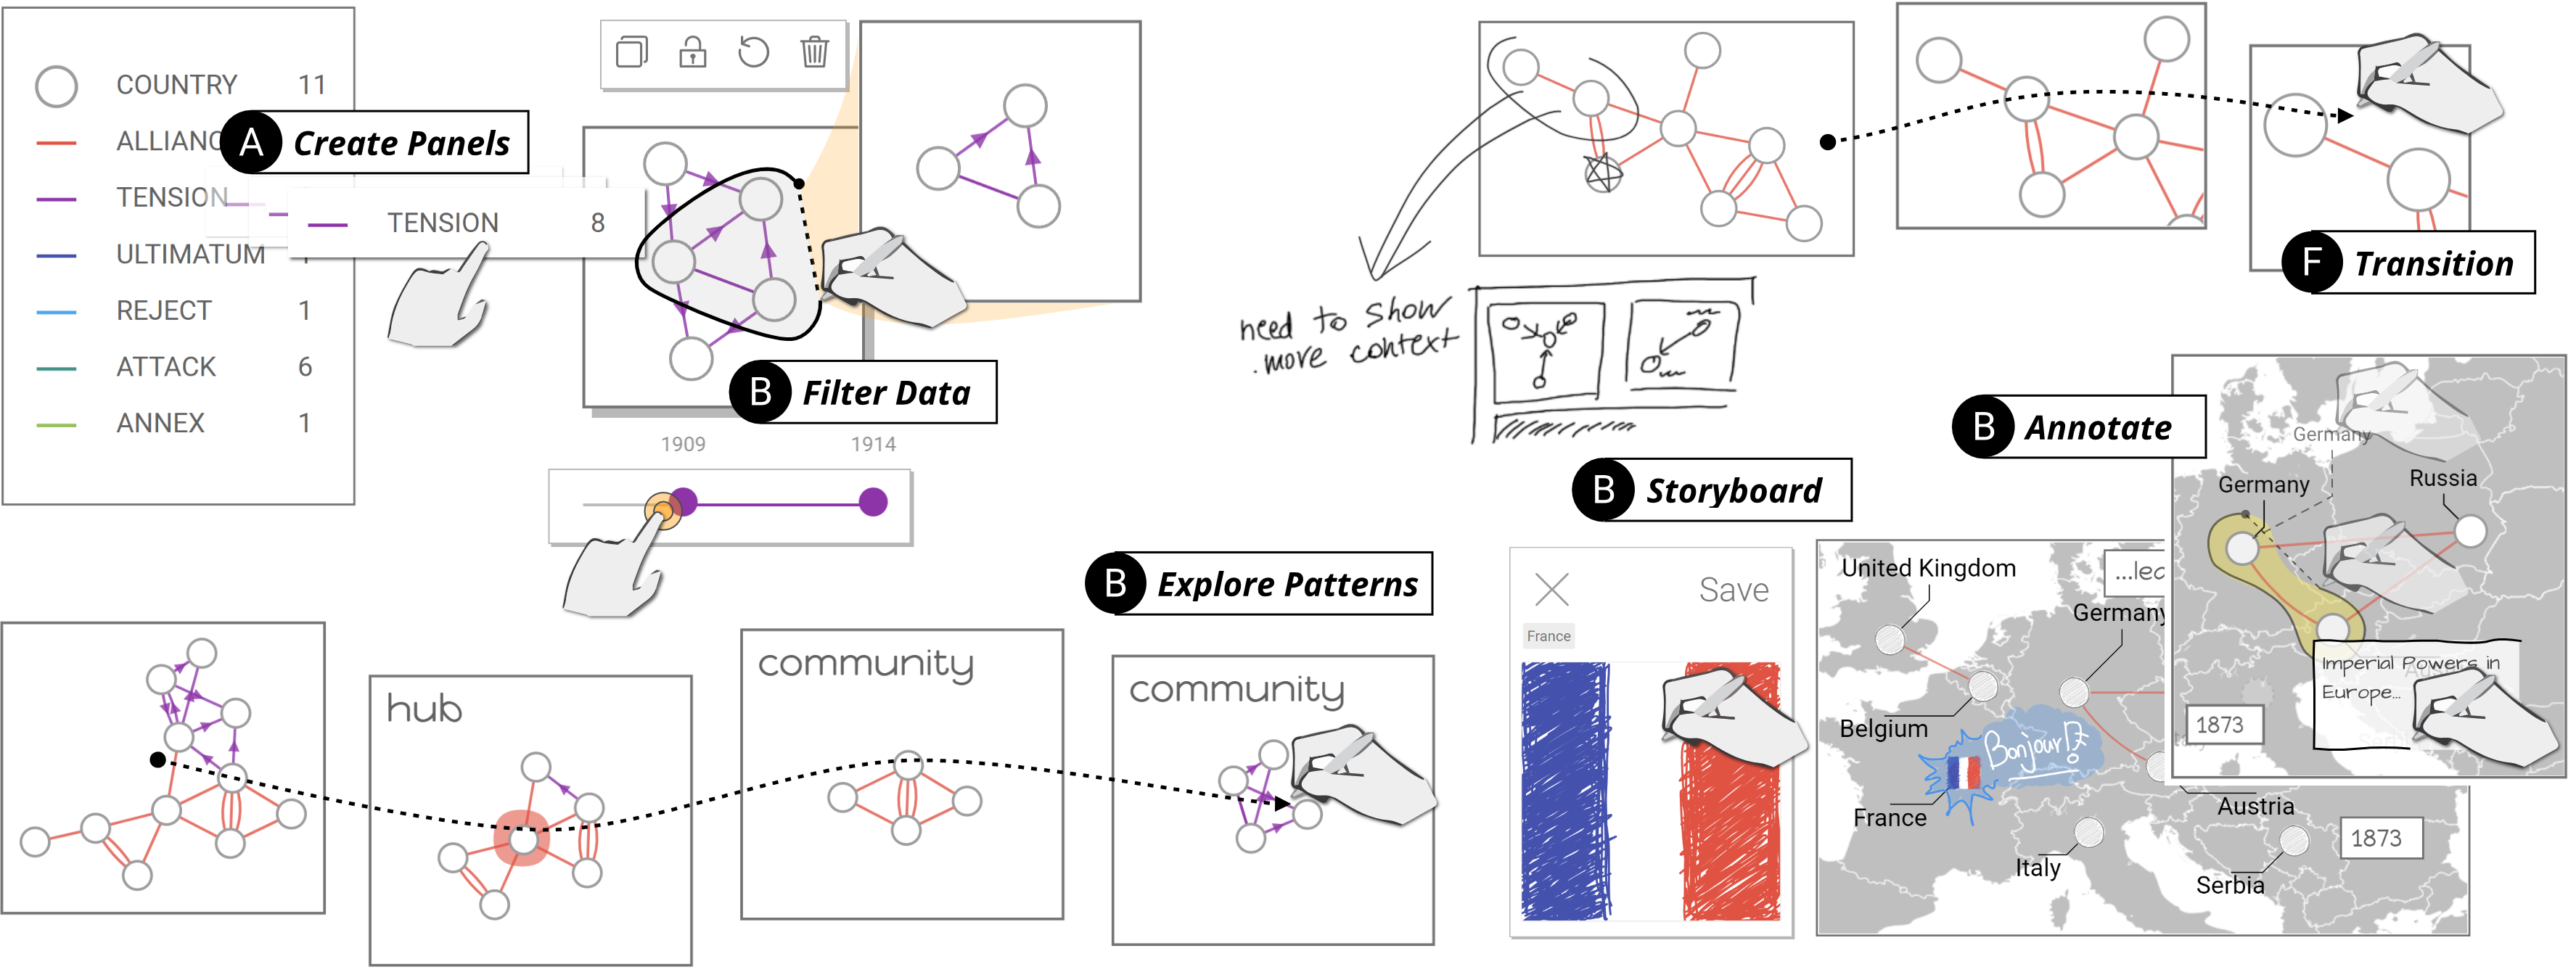 COUNTRY 11
ALLIANC
TENSION
ULTIMATUM
REJECT 1
ATTACK 6
ANNEX 1
A Create Panels
TENSION 8
B Filter Data
1909 1914
need to show
more context
F Transition
B Explore Patterns
hub
community
community
B Storyboard
B Annotate
Save
France
United Kingdom
...lea
Germany
Belgium
Bonjour!
France
Italy
Austria
Serbia
1873
Germany
Germany
Russia
Imperial Powers in
Europe...
1873